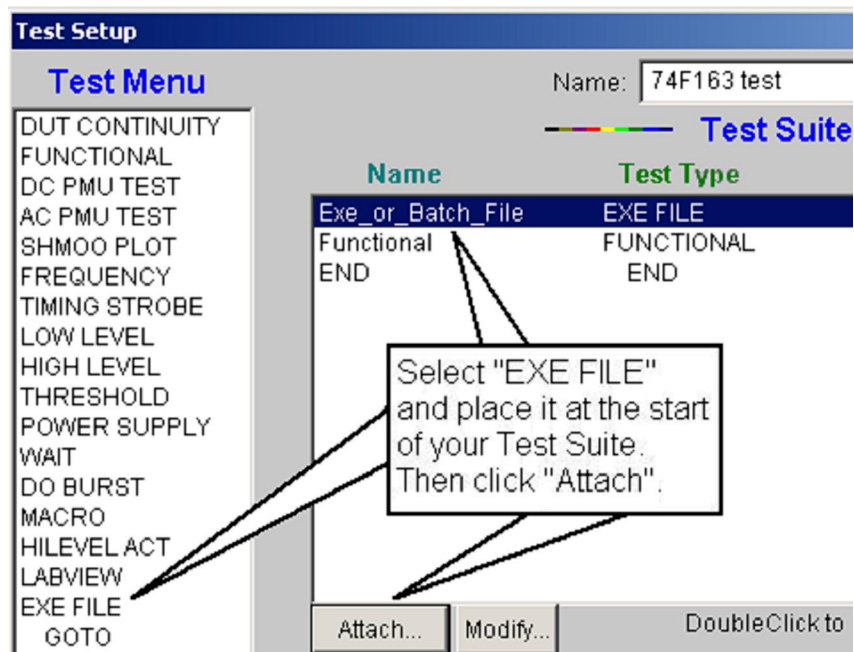 Test Setup
Test Menu
DUT CONTINUITY
FUNCTIONAL
DC PMU TEST
AC PMU TEST
SHMOO PLOT
FREQUENCY
TIMING STROBE
LOW LEVEL
HIGH LEVEL
THRESHOLD
POWER SUPPLY
WAIT
DO BURST
MACRO
HILEVEL ACT
LABVIEW
EXE FILE
GOTO
Name: 74F163 test
Test Suite
Name Test Type
Exe_or_Batch_File EXE FILE
Functional FUNCTIONAL
END END
Select "EXE FILE"
and place it at the start
of your Test Suite.
Then click "Attach".
Attach... Modify... DoubleClick to